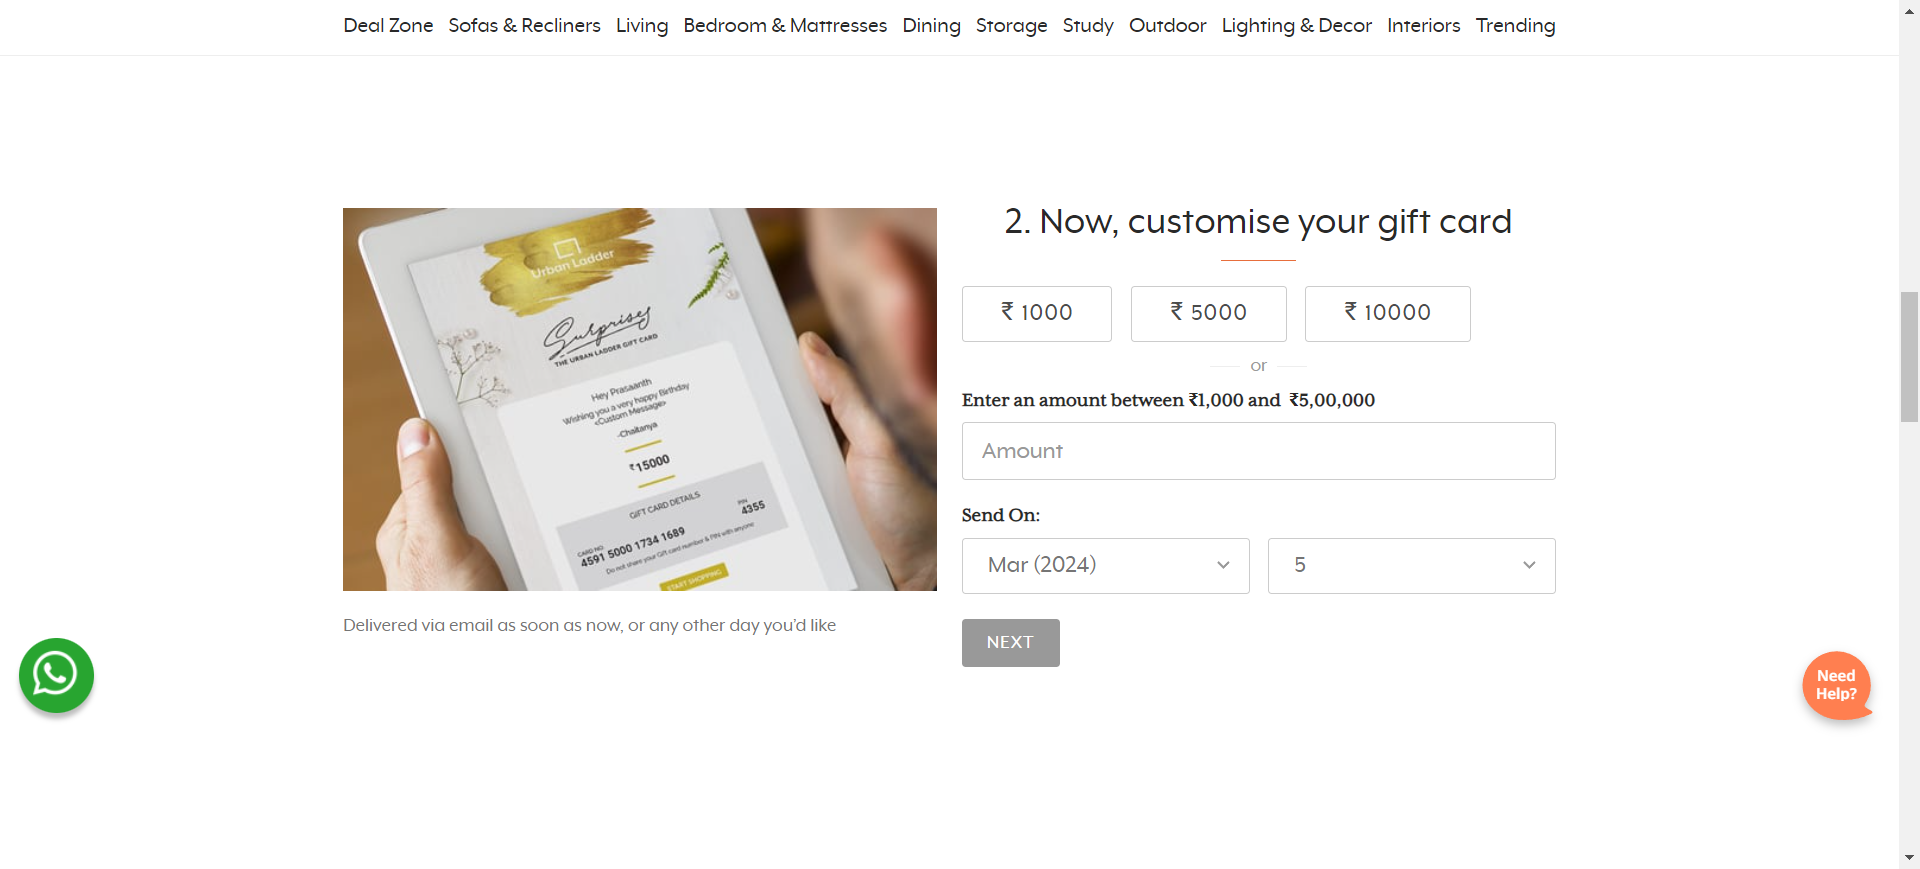 Deal Zone Sofas & Recliners Living Bedroom & Mattresses Dining Storage Study Outdoor Lighting & Decor Interiors Trending
Urban Ladder
Surprises
THE URBAN LADDER GIFT CARD
Hey Prasaanth
Wishing you a very happy Birthday
<Custom Message>
-Chaitanya
₹15000
GIFT CARD DETAILS
CARD NO.
4591 5000 1734 1689
PIN
4355
Do not share your Gift card number & PIN with anyone
START SHOPPING
Delivered via email as soon as now, or any other day you'd like
2. Now, customise your gift card
₹ 1000 ₹ 5000 ₹ 10000
or
Enter an amount between ₹1,000 and ₹5,00,000
Amount
Send On:
Mar (2024) 5
NEXT
Need
Help?